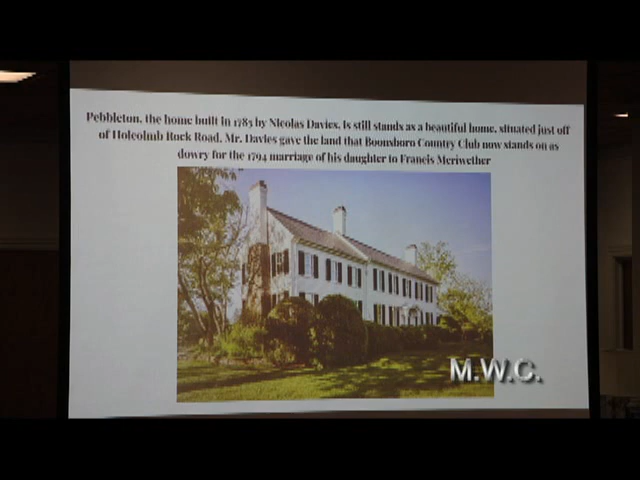 Pebbleton, the home built in 1785 by Nicolas Davies, is still stands as a beautiful home, situated just off
of Holcolmb Rock Road. Mr. Davies gave the land that Boonsboro Country Club now stands on as
dowry for the 1794 marriage of his daughter to Francis Meriwether
M.W.C.